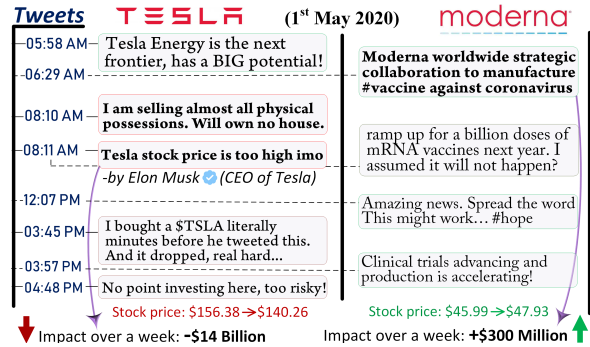 Tweets
TESLA
(1st May 2020)
moderna
05:58 AM
Tesla Energy is the next
frontier, has a BIG potential!
06:29 AM
Moderna worldwide strategic
collaboration to manufacture
#vaccine against coronavirus
08:10 AM
I am selling almost all physical
possessions. Will own no house.
08:11 AM
Tesla stock price is too high imo
-by Elon Musk (CEO of Tesla)
ramp up for a billion doses of
mRNA vaccines next year. I
assumed it will not happen?
12:07 PM
Amazing news. Spread the word
This might work... #hope
03:45 PM
I bought a $TSLA literally
minutes before he tweeted this.
And it dropped, real hard...
03:57 PM
Clinical trials advancing and
production is accelerating!
04:48 PM
No point investing here, too risky!
Stock price: $156.38→$140.26
Stock price: $45.99→$47.93
Impact over a week: -$14 Billion
Impact over a week: +$300 Million